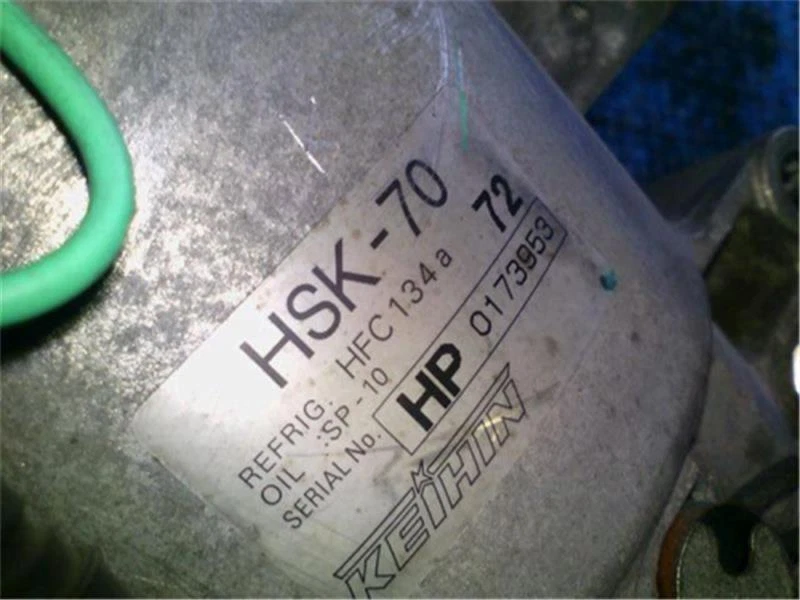 HSK-70
REFRIG. HFC134a 72
OIL :SP-10
SERIAL No. HP 0173953
KEIHIN